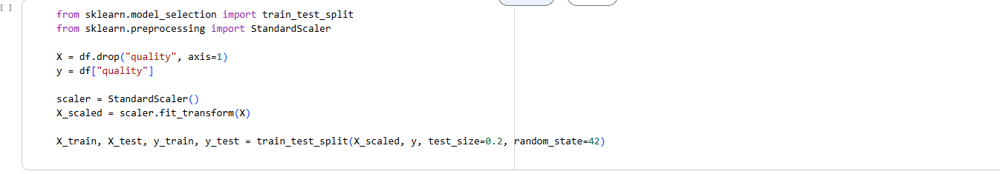 [ ]
from sklearn.model_selection import train_test_split
from sklearn.preprocessing import StandardScaler
X = df.drop("quality", axis=1)
y = df["quality"]
scaler = StandardScaler()
X_scaled = scaler.fit_transform(X)
X_train, X_test, y_train, y_test = train_test_split(X_scaled, y, test_size=0.2, random_state=42)